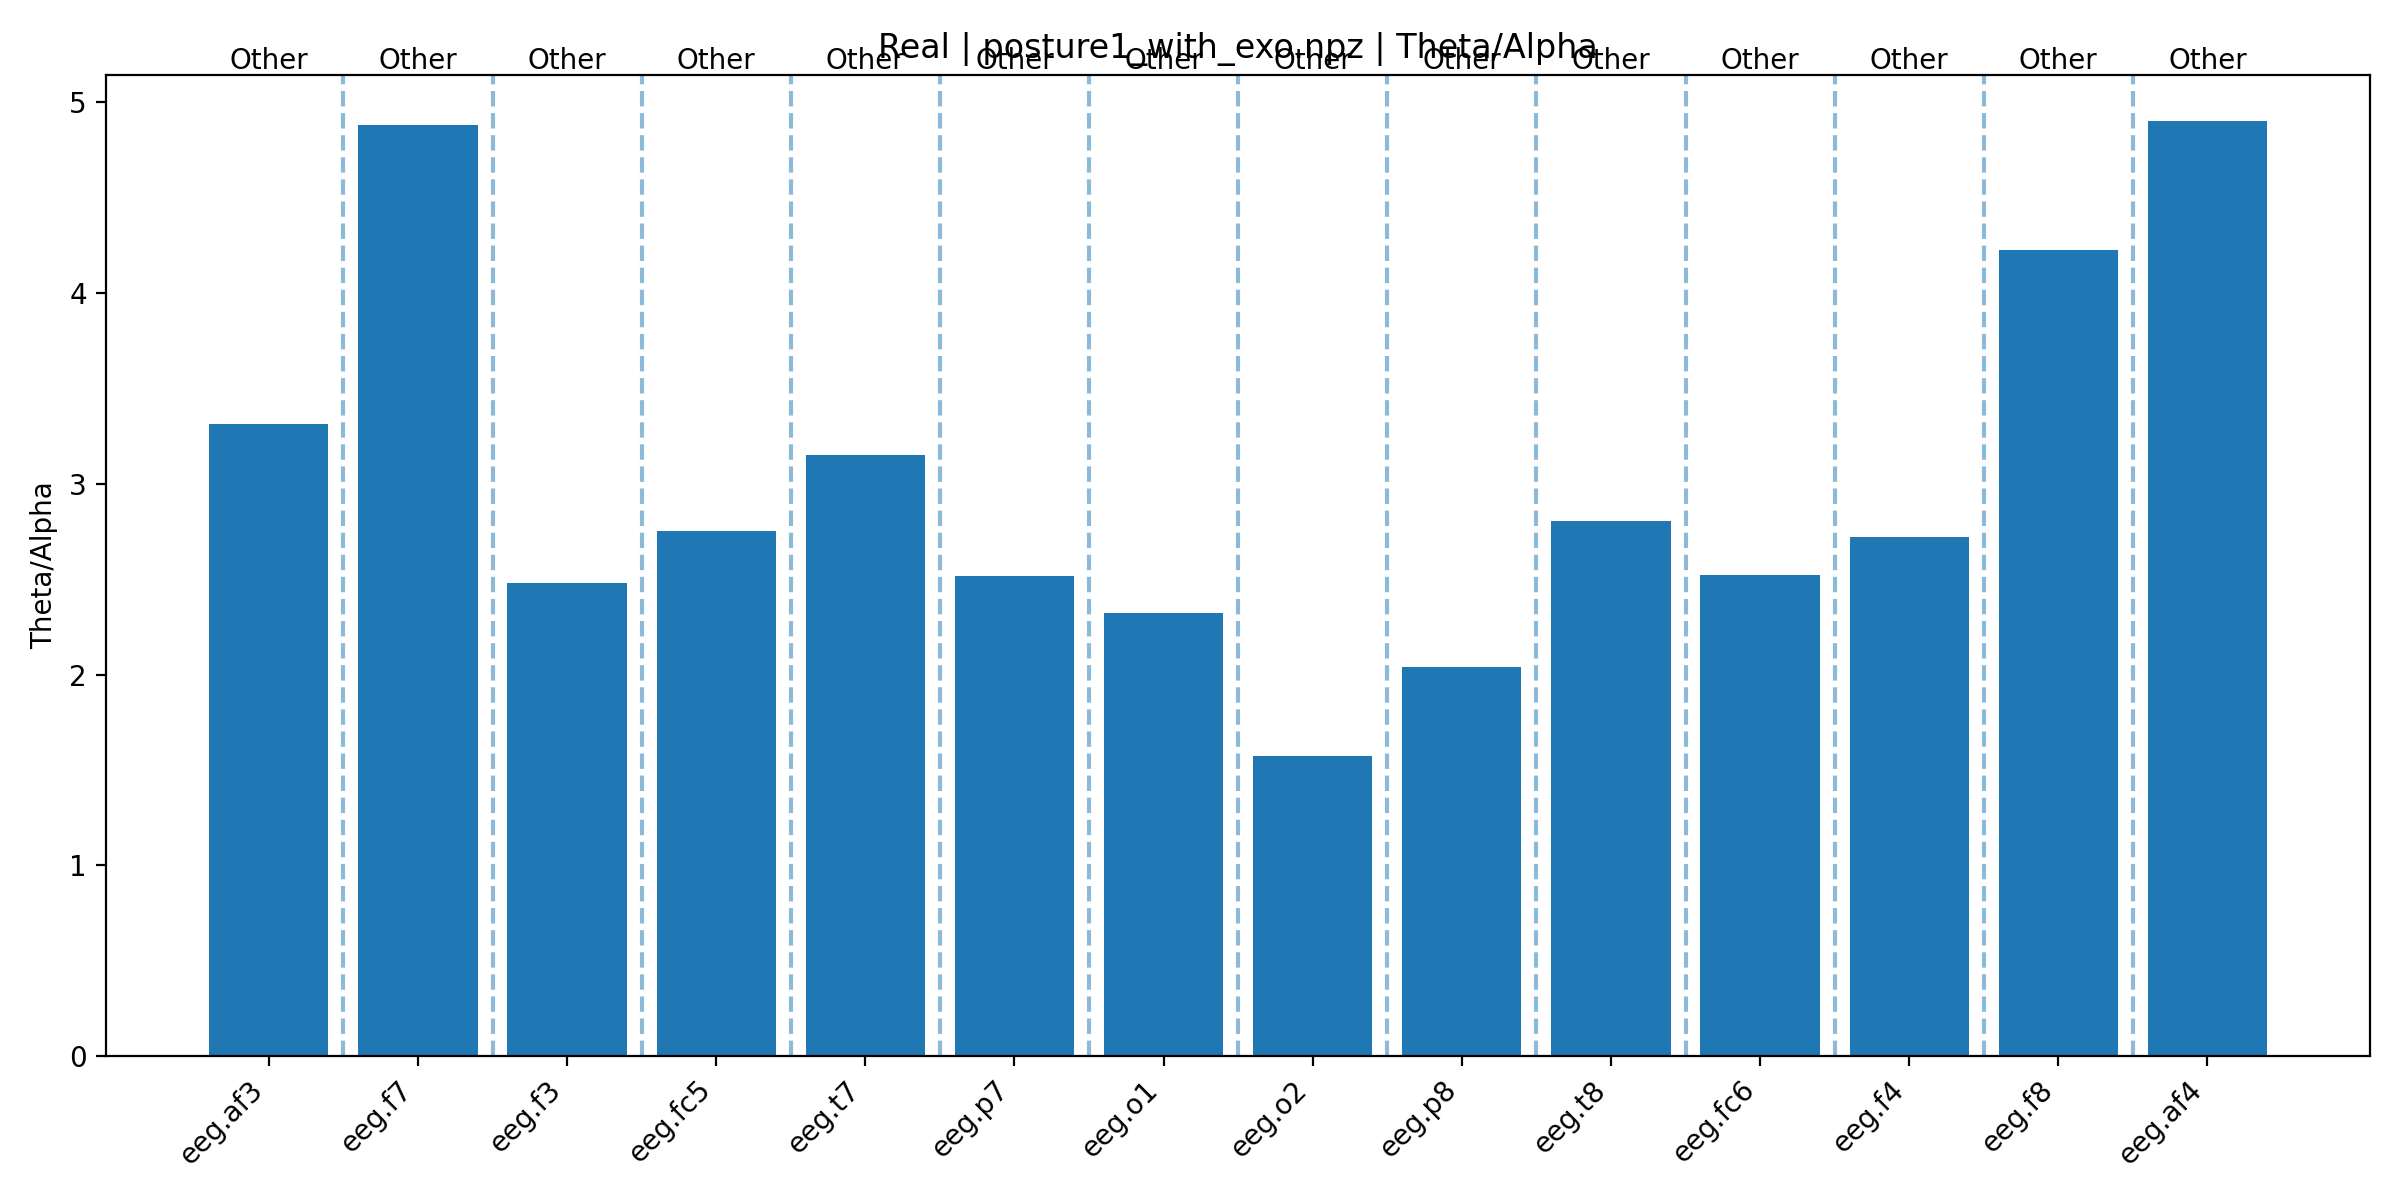 Real | posture1_with_exo.npz | Theta/Alpha
Other Other Other Other Other Other Other Other Other Other Other Other Other Other
5
4
3
2
1
0
Theta/Alpha
eeg.af3 eeg.f7 eeg.f3 eeg.fc5 eeg.t7 eeg.p7 eeg.o1 eeg.o2 eeg.p8 eeg.t8 eeg.fc6 eeg.f4 eeg.f8 eeg.af4